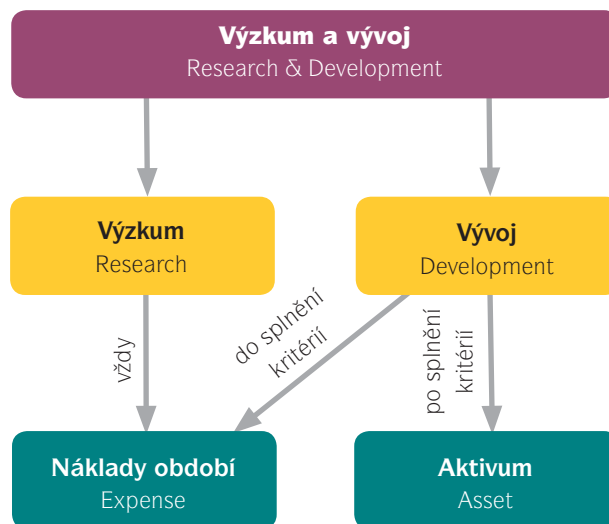 Výzkum a vývoj
Research & Development
Výzkum
Research
Vývoj
Development
vždy
do splnění
kritérií
po splnění
kritérií
Náklady období
Expense
Aktivum
Asset